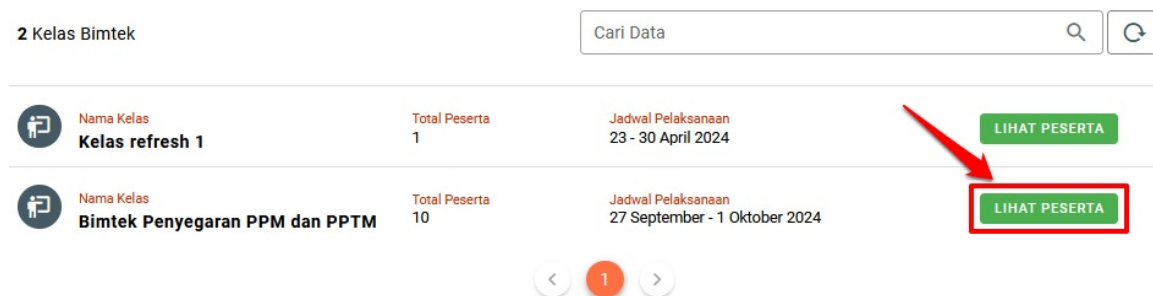 2 Kelas Bimtek
Cari Data
Nama Kelas
Kelas refresh 1
Total Peserta
1
Jadwal Pelaksanaan
23 - 30 April 2024
LIHAT PESERTA
Nama Kelas
Bimtek Penyegaran PPM dan PPTM
Total Peserta
10
Jadwal Pelaksanaan
27 September - 1 Oktober 2024
LIHAT PESERTA
1